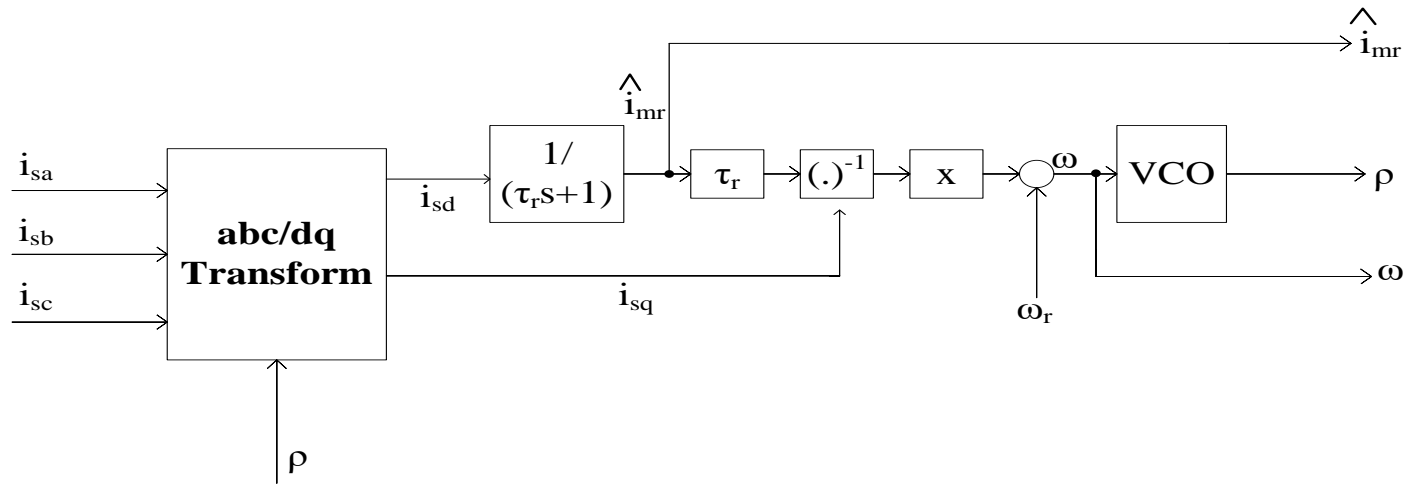 î_mr
î_mr
i_sa
i_sb
i_sc
abc/dq
Transform
i_sd
1/
(τ_r s+1)
τ_r
(.)^-1
x
ω
VCO
ρ
i_sq
ω_r
ω
ρ